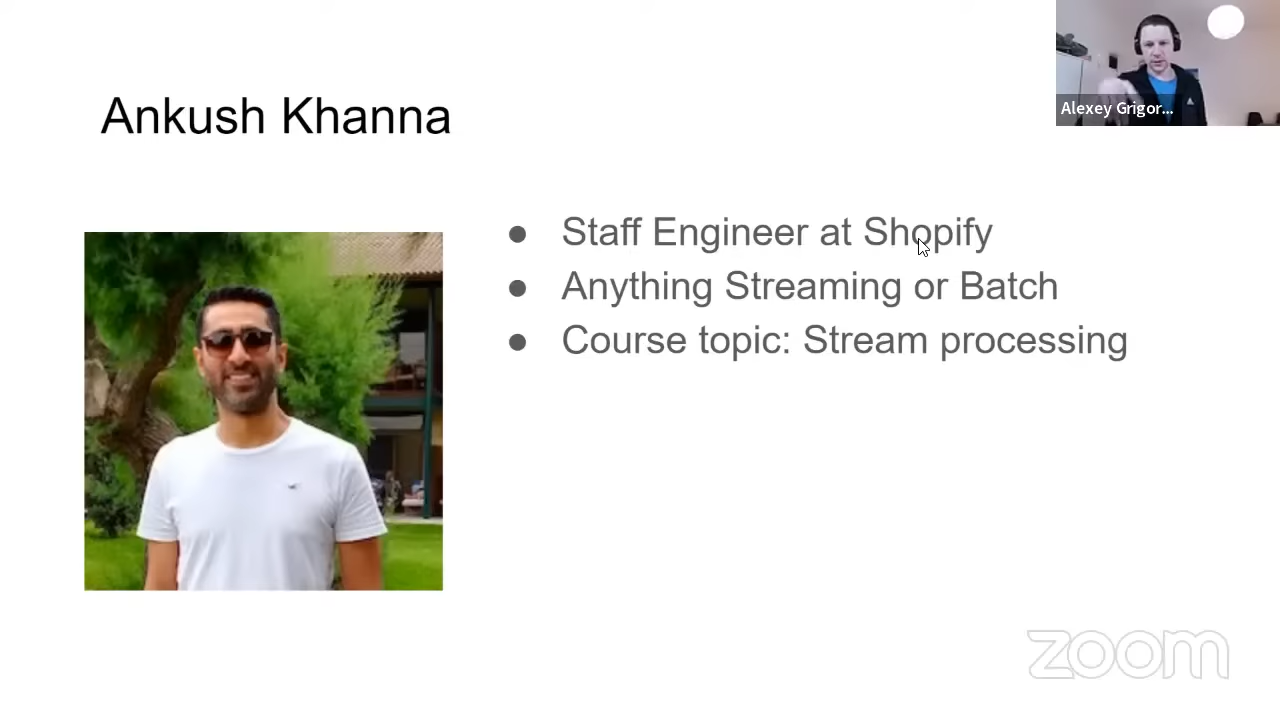 Ankush Khanna
Alexey Grigor...
● Staff Engineer at Shopify
● Anything Streaming or Batch
● Course topic: Stream processing
zoom